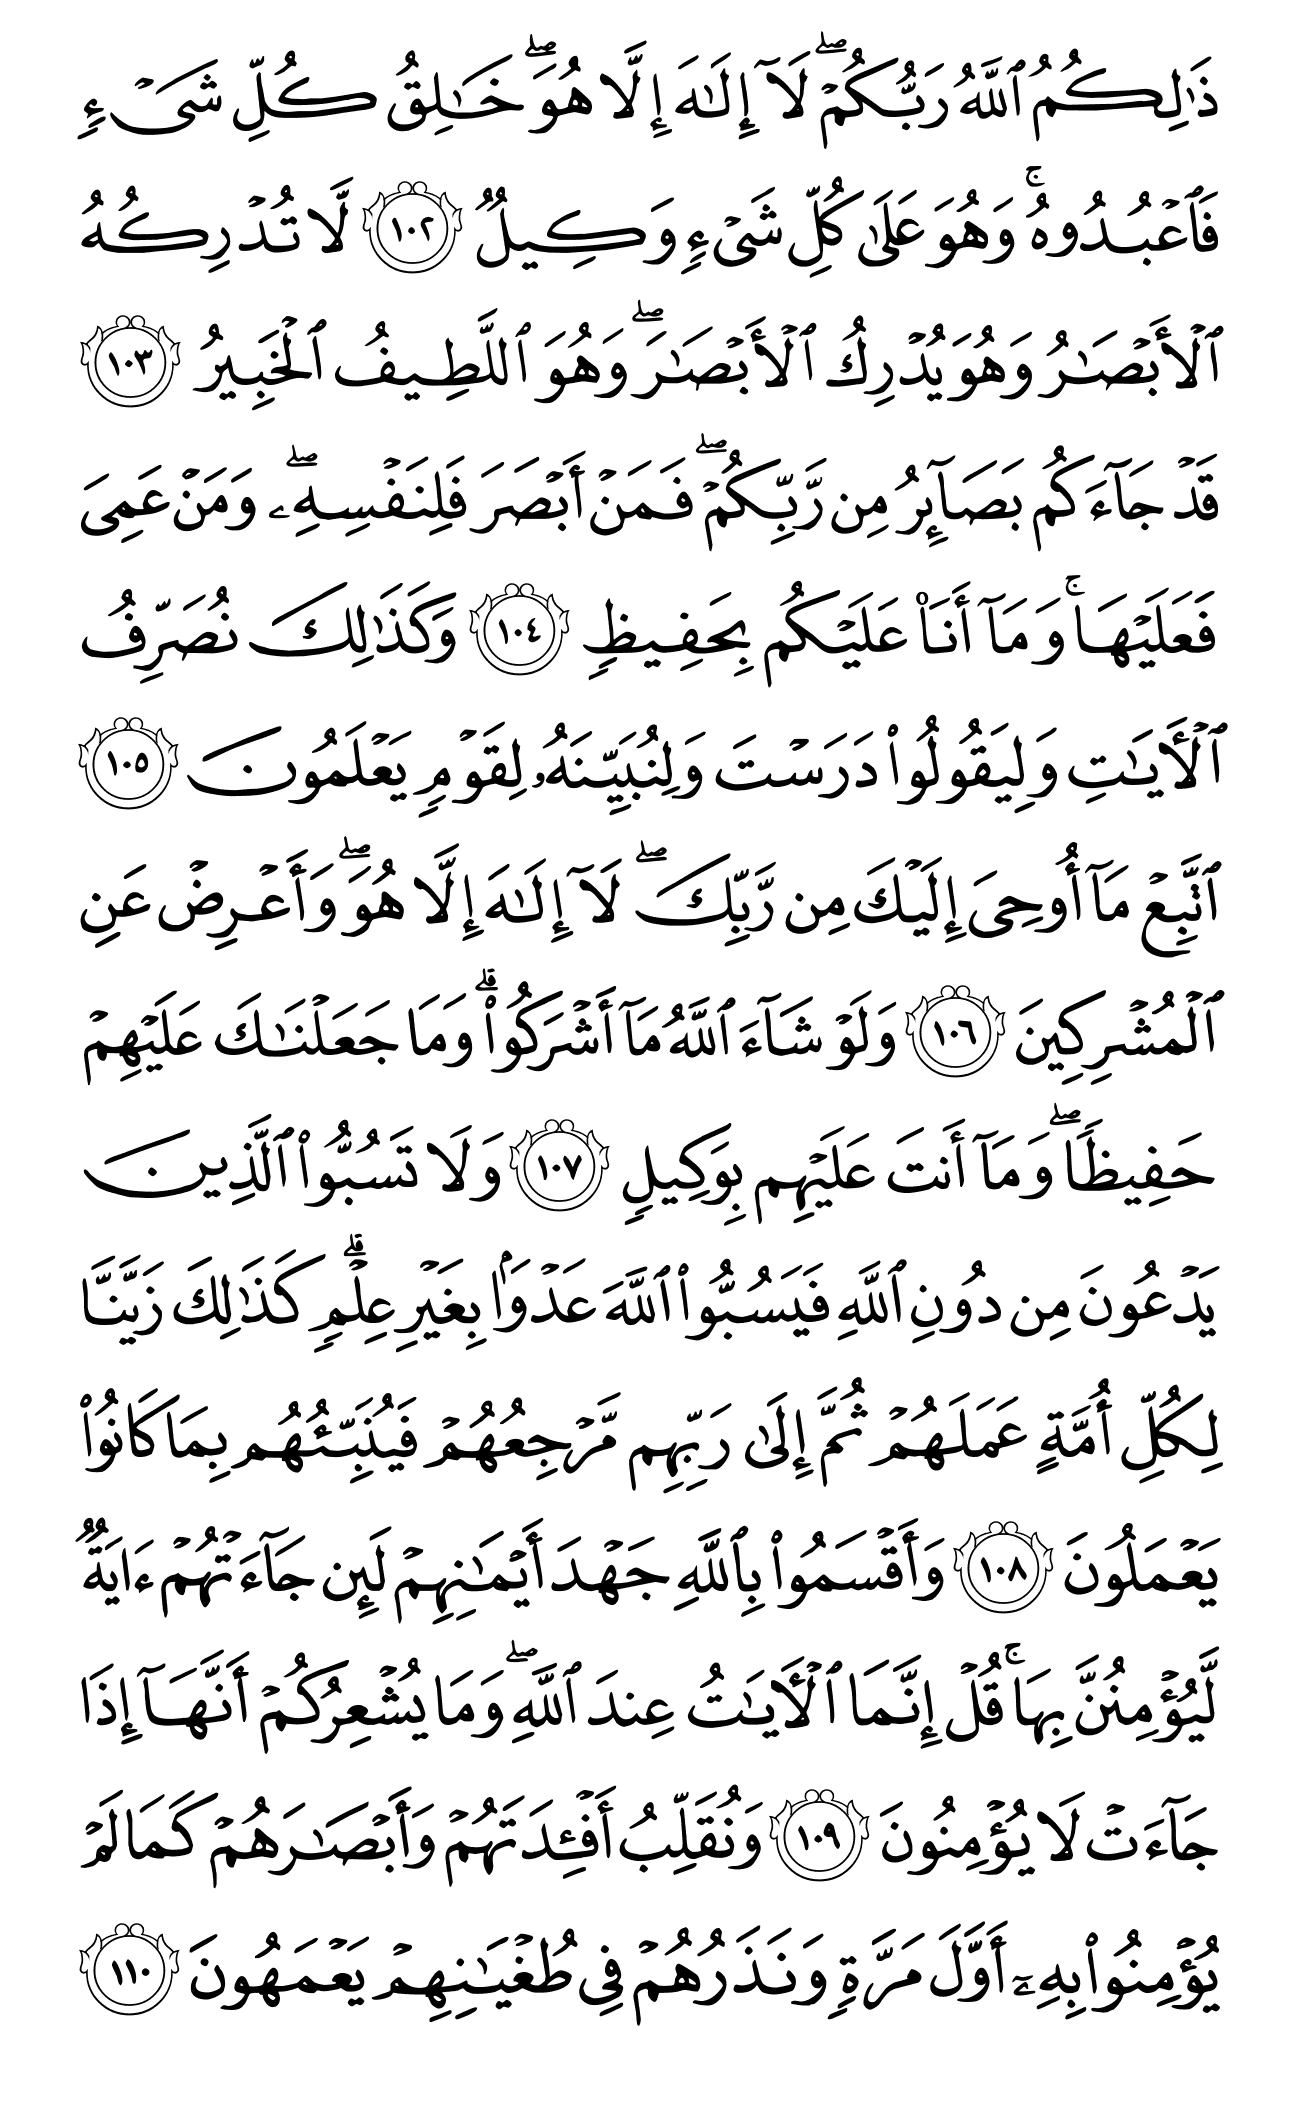 ذَٰلِكُمُ ٱللَّهُ رَبُّكُمْۖ لَآ إِلَٰهَ إِلَّا هُوَۖ خَٰلِقُ كُلِّ شَىْءٍ
فَٱعْبُدُوهُۚ وَهُوَ عَلَىٰ كُلِّ شَىْءٍ وَكِيلٌ ١٠٢ لَّا تُدْرِكُهُ
ٱلْأَبْصَٰرُ وَهُوَ يُدْرِكُ ٱلْأَبْصَٰرَۖ وَهُوَ ٱللَّطِيفُ ٱلْخَبِيرُ ١٠٣
قَدْ جَآءَكُم بَصَآئِرُ مِن رَّبِّكُمْۖ فَمَنْ أَبْصَرَ فَلِنَفْسِهِۦۖ وَمَنْ عَمِىَ
فَعَلَيْهَاۚ وَمَآ أَنَا۠ عَلَيْكُم بِحَفِيظٍ ١٠٤ وَكَذَٰلِكَ نُصَرِّفُ
ٱلْـَٔايَٰتِ وَلِيَقُولُوا۟ دَرَسْتَ وَلِنُبَيِّنَهُۥ لِقَوْمٍ يَعْلَمُونَ ١٠٥
ٱتَّبِعْ مَآ أُوحِىَ إِلَيْكَ مِن رَّبِّكَۖ لَآ إِلَٰهَ إِلَّا هُوَۖ وَأَعْرِضْ عَنِ
ٱلْمُشْرِكِينَ ١٠٦ وَلَوْ شَآءَ ٱللَّهُ مَآ أَشْرَكُوا۟ۗ وَمَا جَعَلْنَٰكَ عَلَيْهِمْ
حَفِيظًاۖ وَمَآ أَنتَ عَلَيْهِم بِوَكِيلٍ ١٠٧ وَلَا تَسُبُّوا۟ ٱلَّذِينَ
يَدْعُونَ مِن دُونِ ٱللَّهِ فَيَسُبُّوا۟ ٱللَّهَ عَدْوًۢا بِغَيْرِ عِلْمٍۗ كَذَٰلِكَ زَيَّنَّا
لِكُلِّ أُمَّةٍ عَمَلَهُمْ ثُمَّ إِلَىٰ رَبِّهِم مَّرْجِعُهُمْ فَيُنَبِّئُهُم بِمَا كَانُوا۟
يَعْمَلُونَ ١٠٨ وَأَقْسَمُوا۟ بِٱللَّهِ جَهْدَ أَيْمَٰنِهِمْ لَئِن جَآءَتْهُمْ ءَايَةٌ
لَّيُؤْمِنُنَّ بِهَاۚ قُلْ إِنَّمَا ٱلْـَٔايَٰتُ عِندَ ٱللَّهِۖ وَمَا يُشْعِرُكُمْ أَنَّهَآ إِذَا
جَآءَتْ لَا يُؤْمِنُونَ ١٠٩ وَنُقَلِّبُ أَفْـِٔدَتَهُمْ وَأَبْصَٰرَهُمْ كَمَا لَمْ
يُؤْمِنُوا۟ بِهِۦٓ أَوَّلَ مَرَّةٍ وَنَذَرُهُمْ فِى طُغْيَٰنِهِمْ يَعْمَهُونَ ١١٠